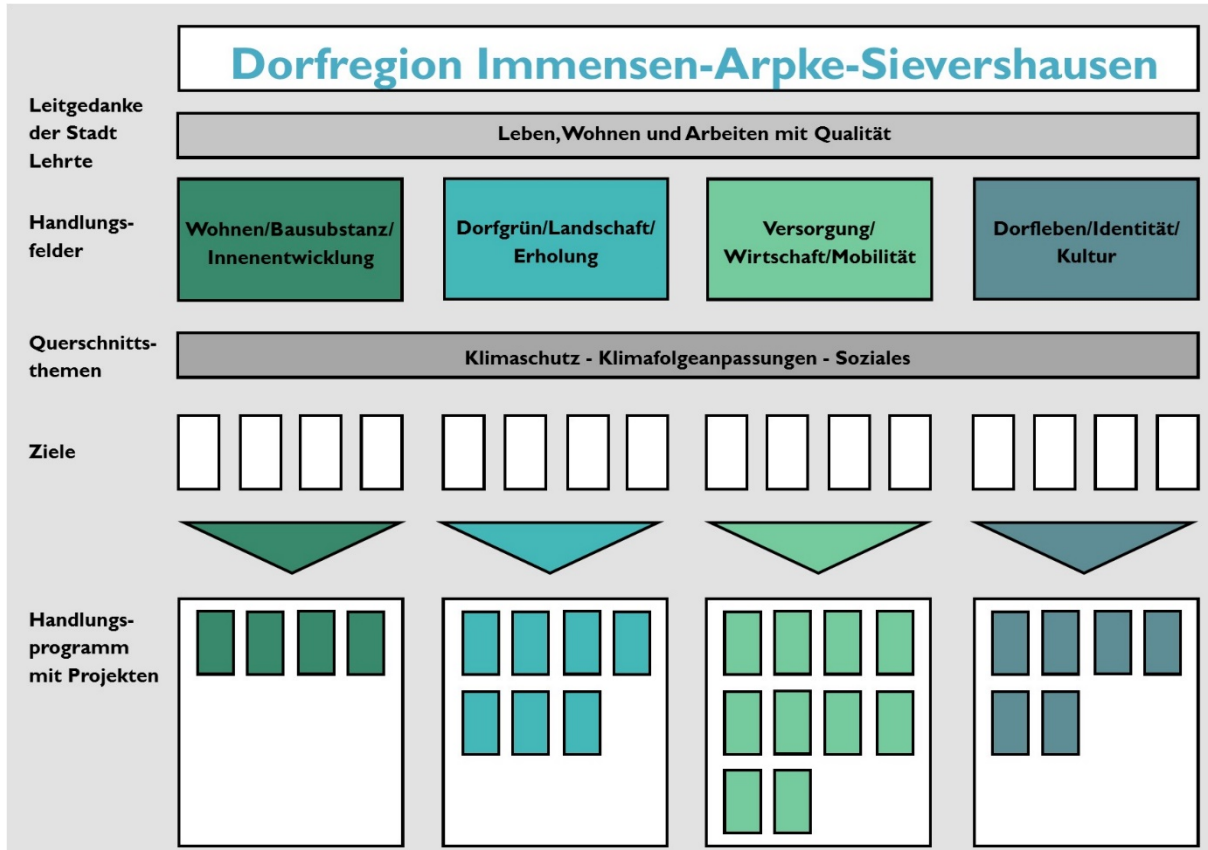 Dorfregion Immensen-Arpke-Sievershausen
Leitgedanke
der Stadt
Lehrte
Leben, Wohnen und Arbeiten mit Qualität
Handlungs-
felder
Wohnen/Bausubstanz/
Innenentwicklung
Dorfgrün/Landschaft/
Erholung
Versorgung/
Wirtschaft/Mobilität
Dorfleben/Identität/
Kultur
Querschnitts-
themen
Klimaschutz - Klimafolgeanpassungen - Soziales
Ziele
Handlungs-
programm
mit Projekten